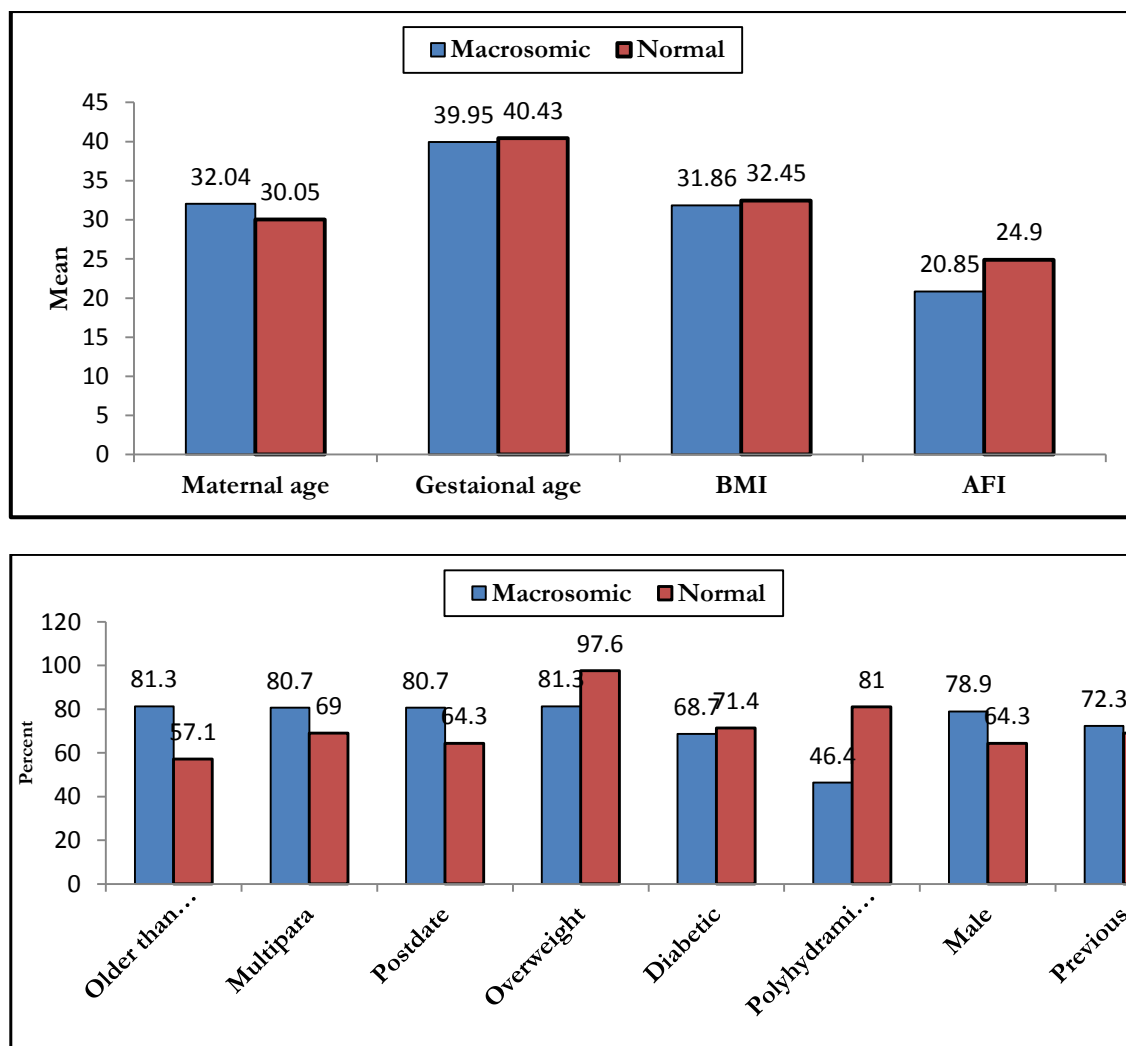 Macrosomic Normal
45
40
35
30
25
20
15
10
5
0
Mean
32.04
30.05
39.95
40.43
31.86
32.45
20.85
24.9
Maternal age
Gestaional age
BMI
AFI
Macrosomic Normal
120
100
80
60
40
20
0
Percent
81.3
57.1
80.7
69
80.7
64.3
81.3
97.6
68.7
71.4
46.4
81
78.9
64.3
72.3
Older than…
Multipara
Postdate
Overweight
Diabetic
Polyhydrami…
Male
Previous